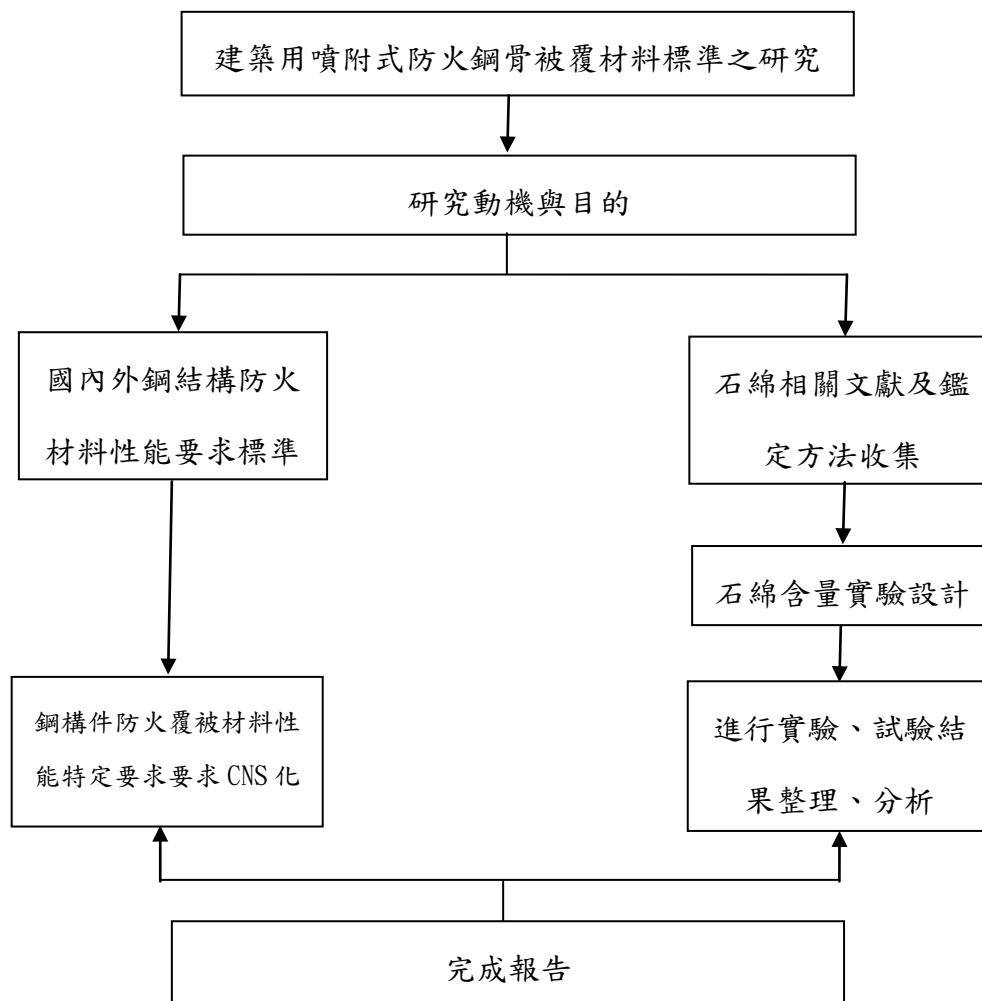 建築用噴附式防火鋼骨被覆材料標準之研究
研究動機與目的
國內外鋼結構防火
材料性能要求標準
石綿相關文獻及鑑
定方法收集
石綿含量實驗設計
鋼構件防火覆被材料性
能特定要求要求 CNS 化
進行實驗、試驗結
果整理、分析
完成報告